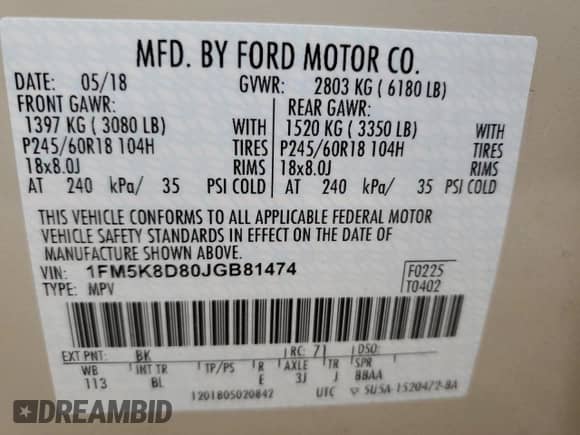 MFD. BY FORD MOTOR CO.
DATE: 05/18 GVWR: 2803 KG ( 6180 LB)
FRONT GAWR: REAR GAWR:
1397 KG ( 3080 LB) WITH 1520 KG ( 3350 LB) WITH
P245/60R18 104H TIRES P245/60R18 104H TIRES
18x8.0J RIMS 18x8.0J RIMS
AT 240 kPa/ 35 PSI COLD AT 240 kPa/ 35 PSI COLD
THIS VEHICLE CONFORMS TO ALL APPLICABLE FEDERAL MOTOR
VEHICLE SAFETY STANDARDS IN EFFECT ON THE DATE OF
MANUFACTURE SHOWN ABOVE.
VIN: 1FM5K8D80JGB81474 F0225
TYPE: MPV T0402
EXT PNT: BK RC: 71 DSO:
WB INT TR TP/PS R AXLE TR SPR
113 BL E 3J J BBAA
1201805020842 UTC 5U5A-1520472-BA
DREAMBID